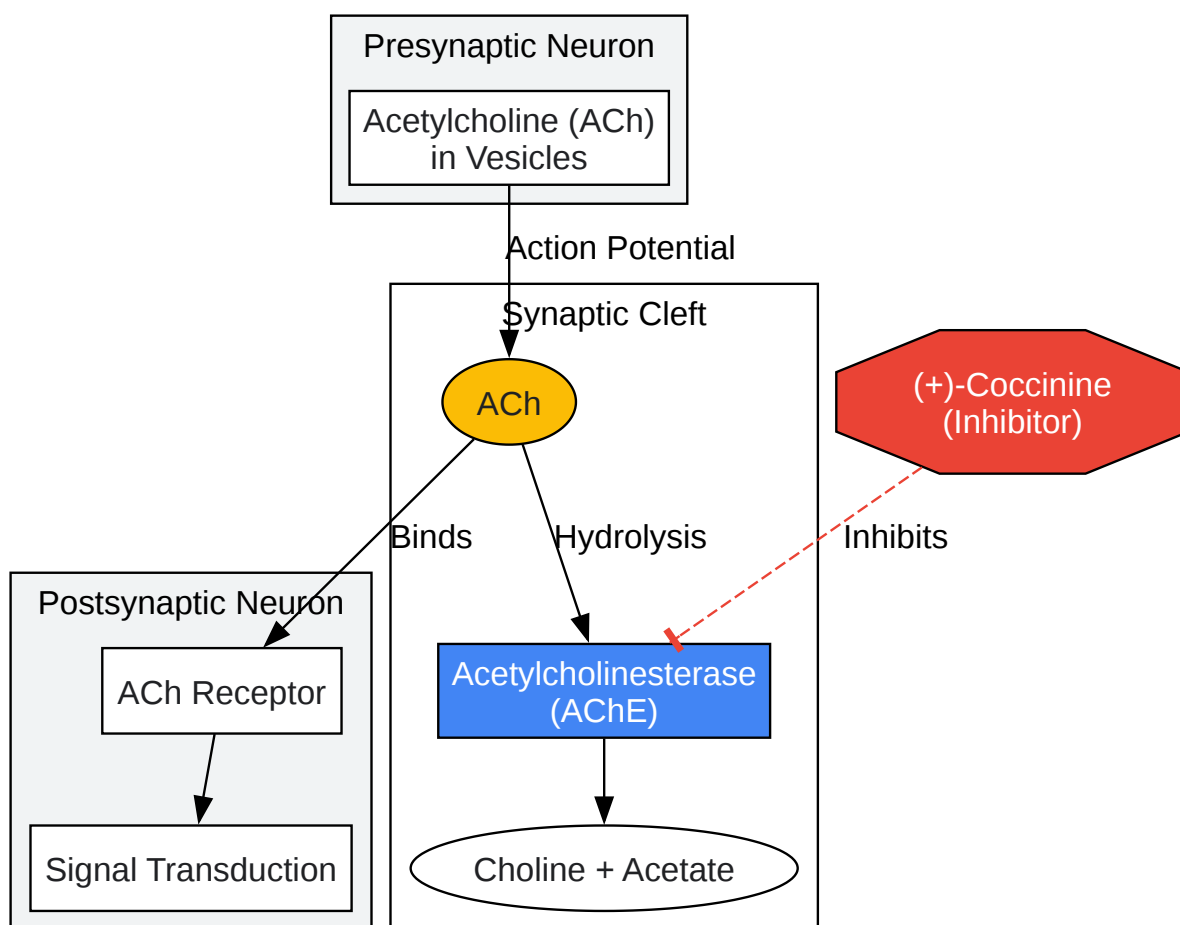 Presynaptic Neuron
Acetylcholine (ACh)
in Vesicles
Action Potential
Synaptic Cleft
ACh
(+)-Coccinine
(Inhibitor)
Binds
Hydrolysis
Inhibits
Postsynaptic Neuron
ACh Receptor
Acetylcholinesterase
(AChE)
Signal Transduction
Choline + Acetate